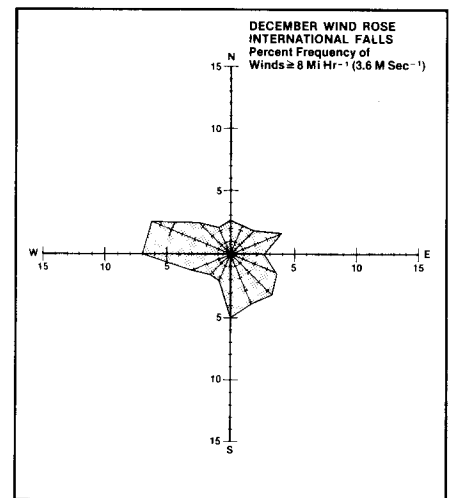 DECEMBER WIND ROSE
INTERNATIONAL FALLS
Percent Frequency of
Winds ≧ 8 Mi Hr⁻¹ (3.6 M Sec⁻¹)
N
15
10
5
W
E
15
10
5
5
10
15
5
10
15
S